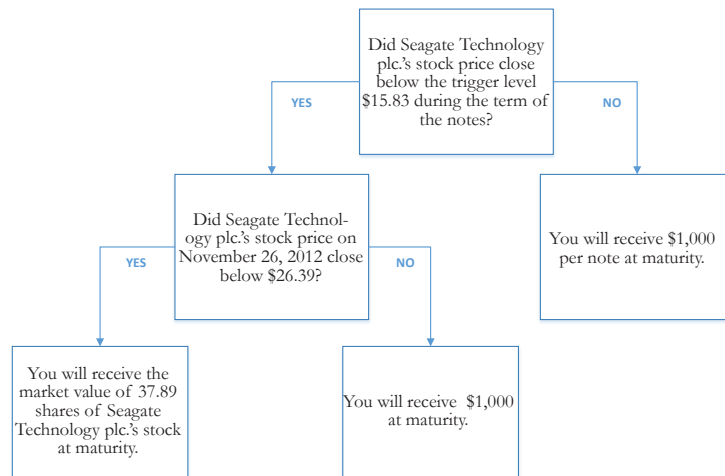 Did Seagate Technology
plc.'s stock price close
below the trigger level
$15.83 during the term of
the notes?
YES
NO
Did Seagate Technol-
ogy plc.'s stock price on
November 26, 2012 close
below $26.39?
You will receive $1,000
per note at maturity.
YES
NO
You will receive the
market value of 37.89
shares of Seagate
Technology plc.'s stock
at maturity.
You will receive $1,000
at maturity.